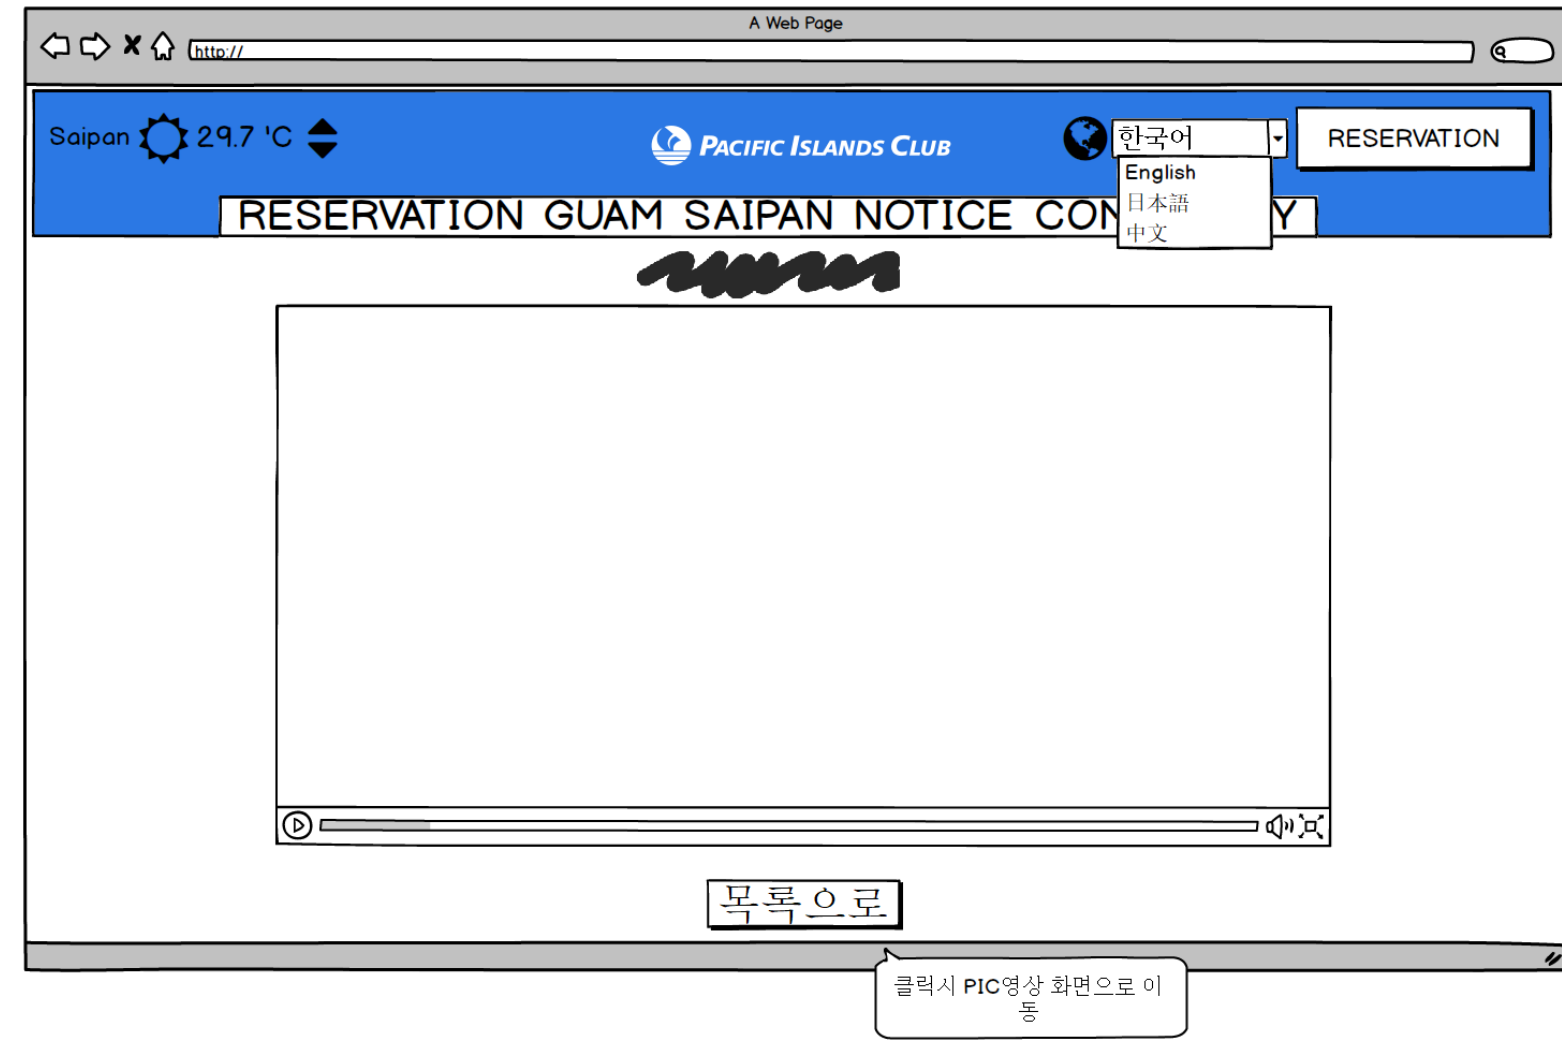 A Web Page
http://
Saipan 29.7 'C
PACIFIC ISLANDS CLUB
한국어
RESERVATION
English
日本語
中文
RESERVATION GUAM SAIPAN NOTICE
목록으로
클릭시 PIC영상 화면으로 이
동